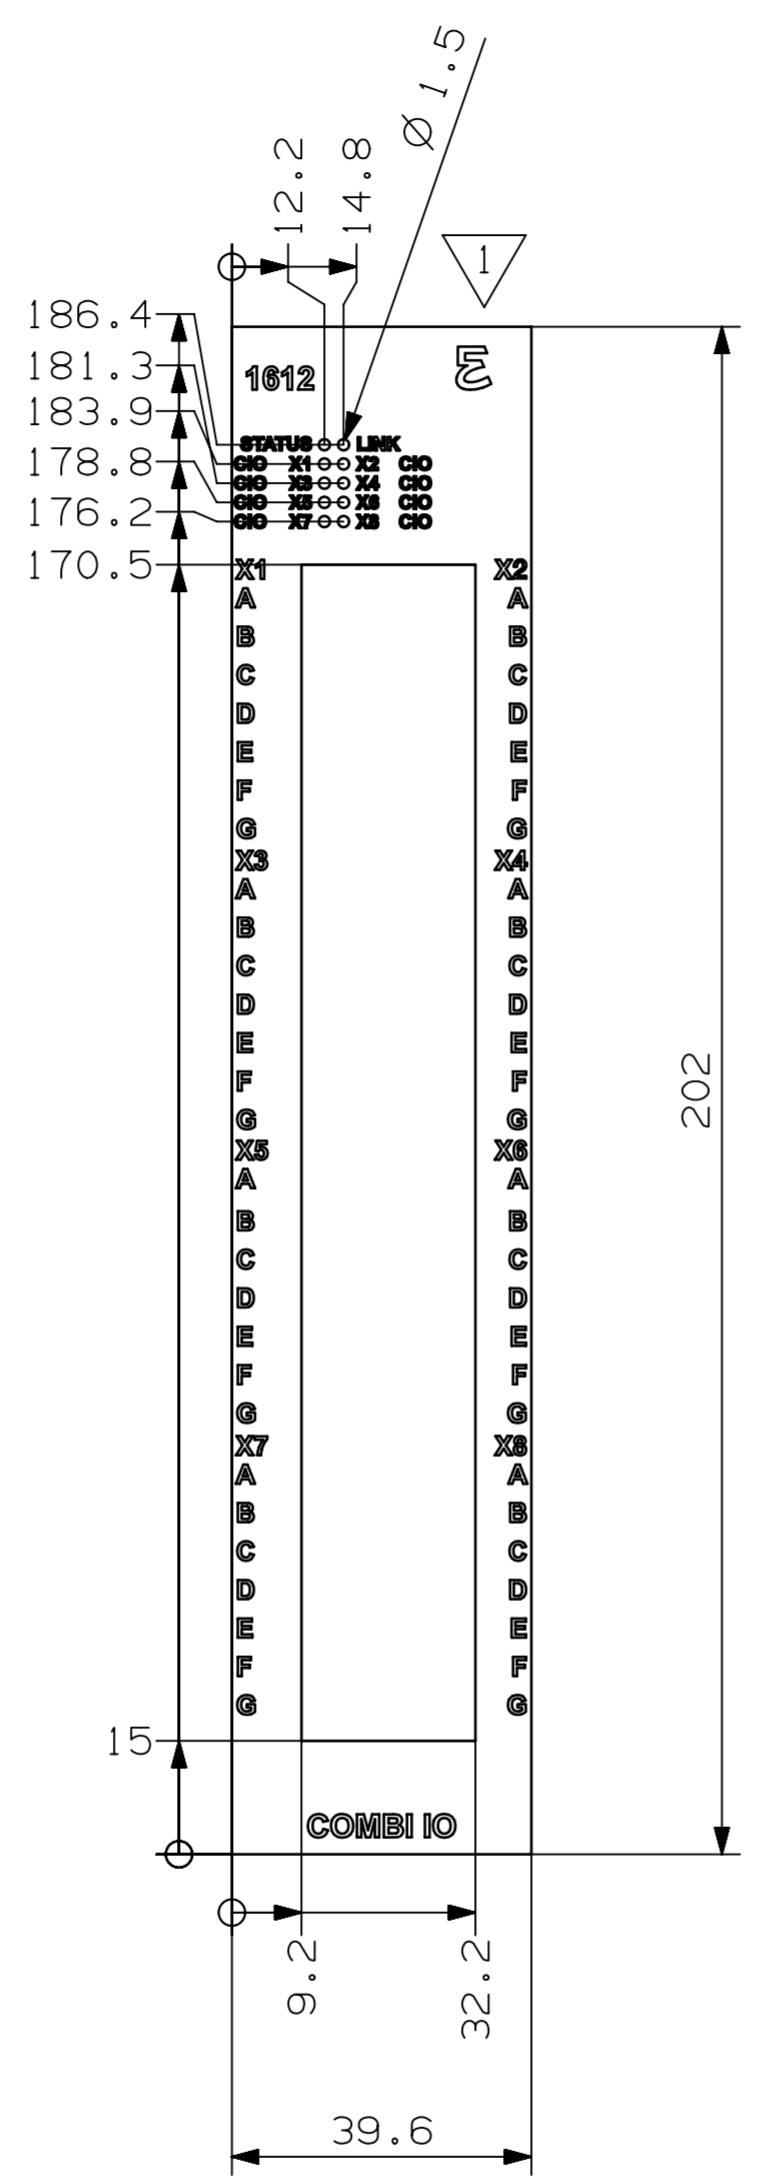 Ø 1.5
12.2 14.8
1
186.4
181.3
183.9
178.8
176.2
170.5
1612 3
STATUS LINK
CIO X1 X2 CIO
CIO X3 X4 CIO
CIO X5 X6 CIO
CIO X7 X8 CIO
X1 X2
A A
B B
C C
D D
E E
F F
G G
X3 X4
A A
B B
C C
D D
E E
F F
G G
202
X5 X6
A A
B B
C C
D D
E E
F F
G G
X7 X8
A A
B B
C C
D D
E E
F F
G G
15
COMBI IO
9.2 32.2
39.6